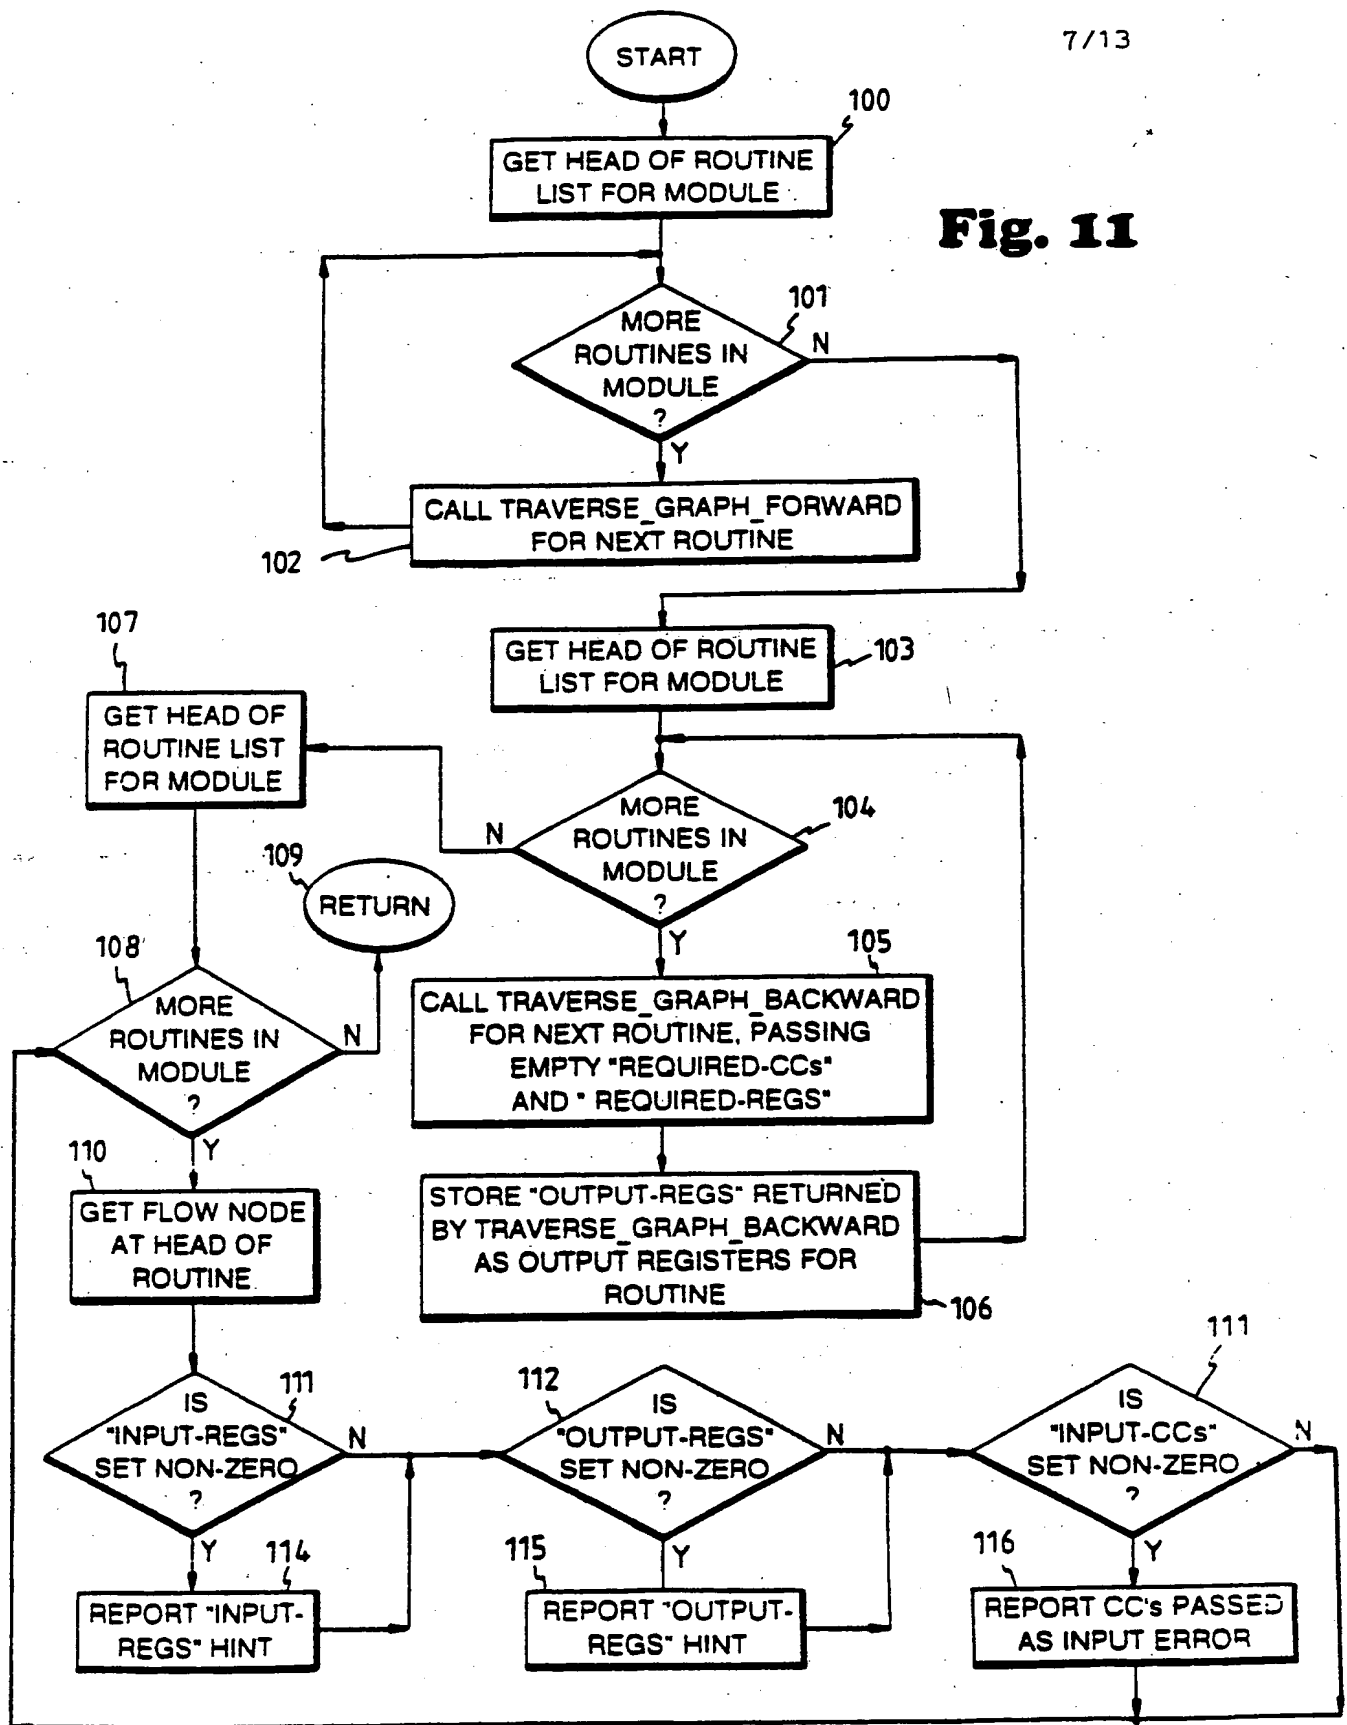 7/13
START
100
GET HEAD OF ROUTINE
LIST FOR MODULE
Fig. 11
101
MORE
ROUTINES IN
MODULE
?
N
Y
CALL TRAVERSE_GRAPH_FORWARD
FOR NEXT ROUTINE
102
103
GET HEAD OF ROUTINE
LIST FOR MODULE
107
GET HEAD OF
ROUTINE LIST
FOR MODULE
104
MORE
ROUTINES IN
MODULE
?
N
Y
109
RETURN
108
MORE
ROUTINES IN
MODULE
?
N
Y
105
CALL TRAVERSE_GRAPH_BACKWARD
FOR NEXT ROUTINE, PASSING
EMPTY "REQUIRED-CCs"
AND " REQUIRED-REGS"
110
GET FLOW NODE
AT HEAD OF
ROUTINE
STORE "OUTPUT-REGS" RETURNED
BY TRAVERSE_GRAPH_BACKWARD
AS OUTPUT REGISTERS FOR
ROUTINE
106
111
IS
"INPUT-REGS"
SET NON-ZERO
?
N
Y
112
IS
"OUTPUT-REGS"
SET NON-ZERO
?
N
Y
111
IS
"INPUT-CCs"
SET NON-ZERO
?
N
Y
114
REPORT "INPUT-
REGS" HINT
115
REPORT "OUTPUT-
REGS" HINT
116
REPORT CC's PASSED
AS INPUT ERROR